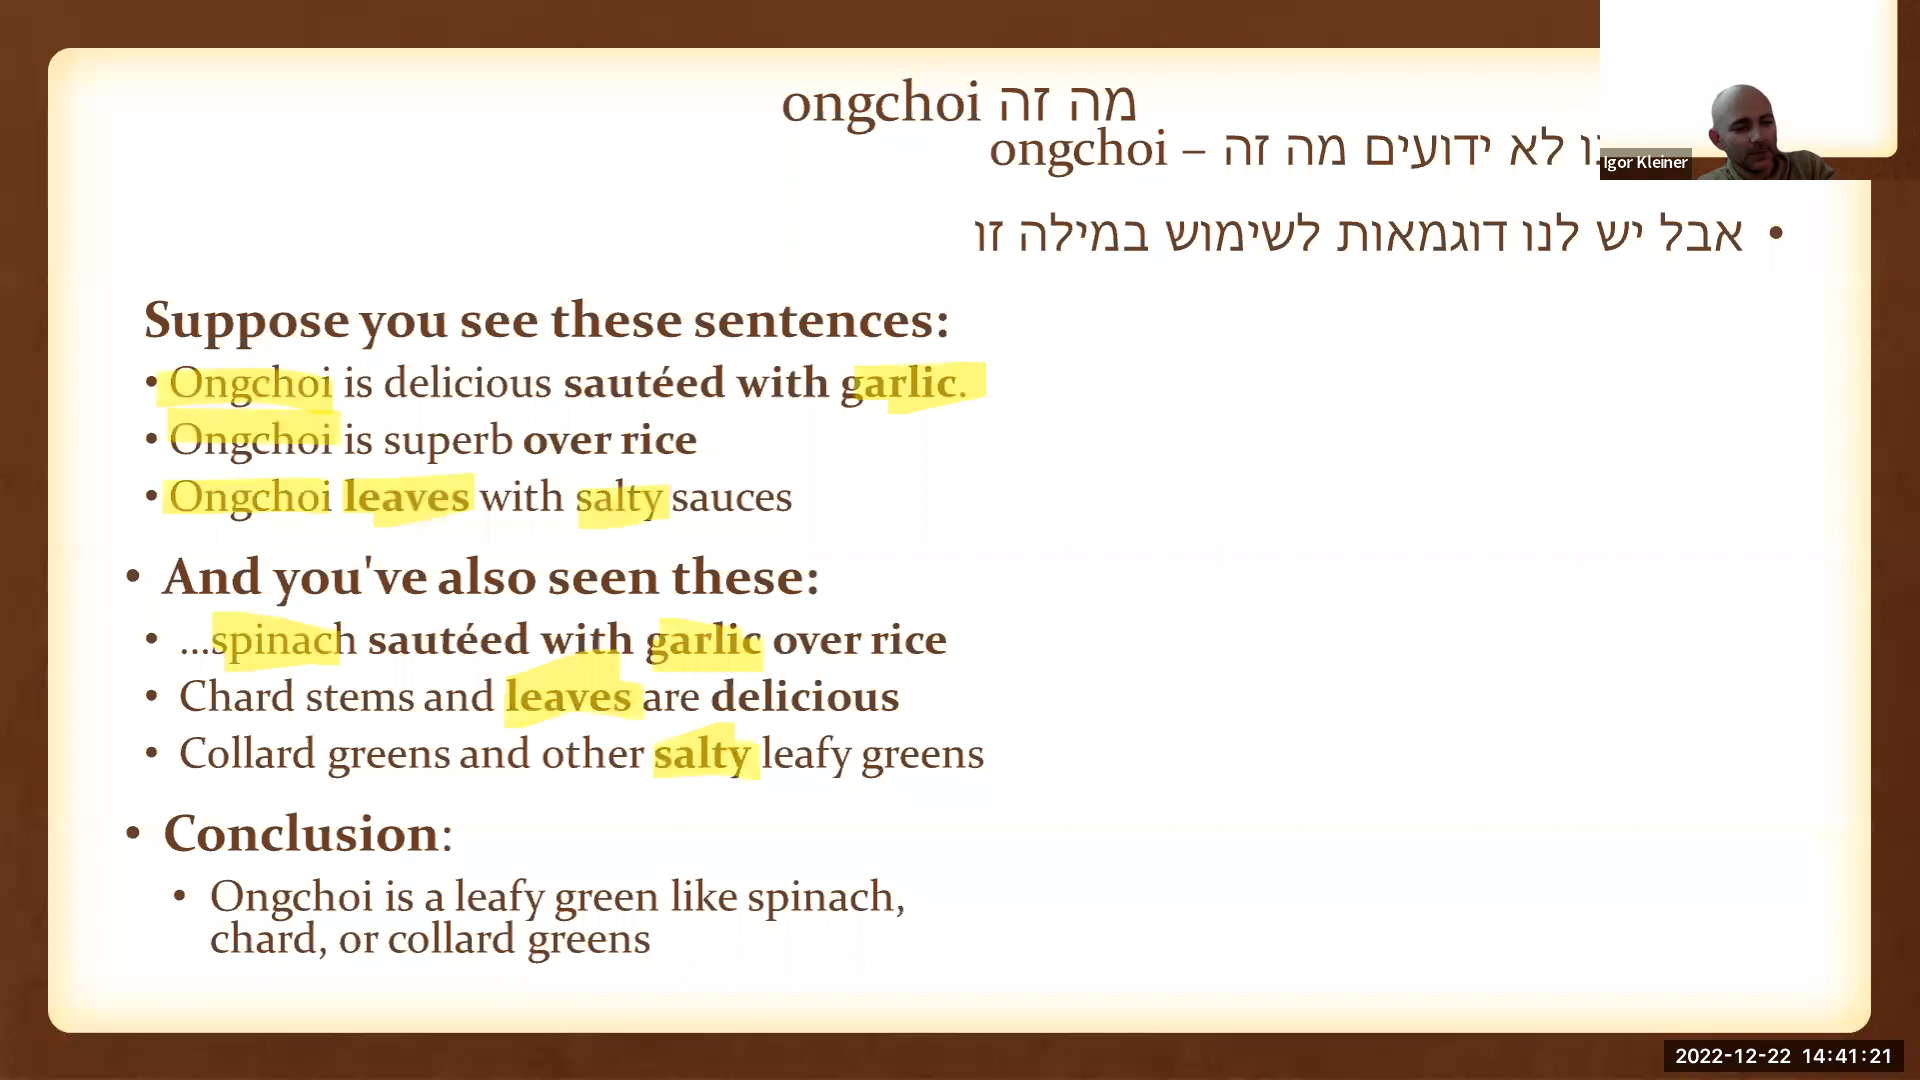 מה זה ongchoi
לא ידועים מה זה – ongchoi
Igor Kleiner
• אבל יש לנו דוגמאות לשימוש במילה זו
Suppose you see these sentences:
• Ongchoi is delicious sautéed with garlic.
• Ongchoi is superb over rice
• Ongchoi leaves with salty sauces
• And you've also seen these:
• ...spinach sautéed with garlic over rice
• Chard stems and leaves are delicious
• Collard greens and other salty leafy greens
• Conclusion:
• Ongchoi is a leafy green like spinach,
chard, or collard greens
2022-12-22 14:41:21